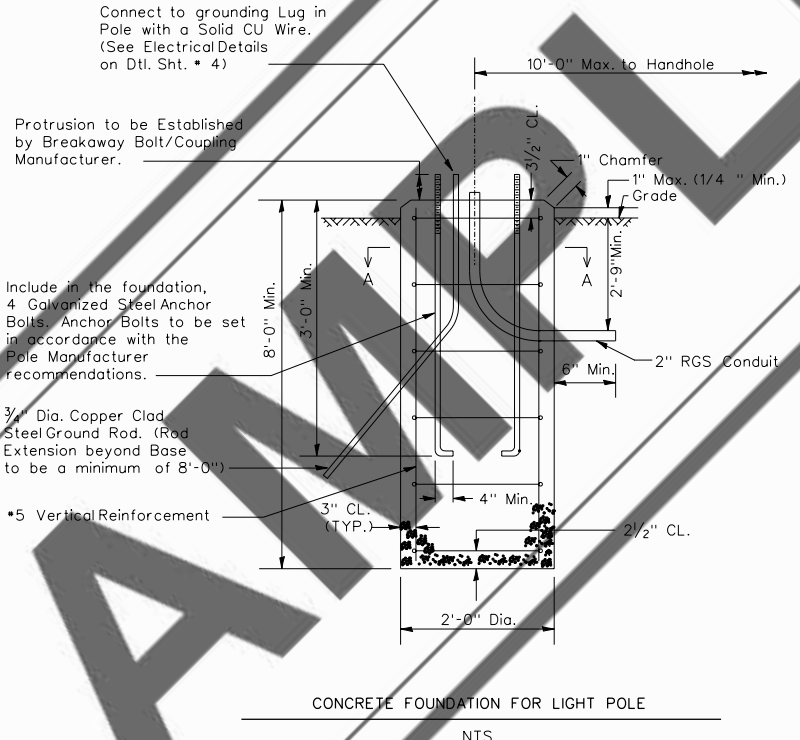 Connect to grounding Lug in
Pole with a Solid CU Wire.
(See Electrical Details
on Dtl. Sht. # 4)
10'-0" Max. to Handhole
Protrusion to be Established
by Breakaway Bolt/Coupling
Manufacturer.
3½" CL.
1" Chamfer
1" Max. (1/4 " Min.)
Grade
A
A
2'-9"Min.
8'-0" Min.
3'-0" Min.
Include in the foundation,
4 Galvanized Steel Anchor
Bolts. Anchor Bolts to be set
in accordance with the
Pole Manufacturer
recommendations.
2" RGS Conduit
6" Min.
¾" Dia. Copper Clad
Steel Ground Rod. (Rod
Extension beyond Base
to be a minimum of 8'-0")
4" Min.
3" CL.
(TYP.)
#5 Vertical Reinforcement
2½" CL.
2'-0" Dia.
CONCRETE FOUNDATION FOR LIGHT POLE
NTS